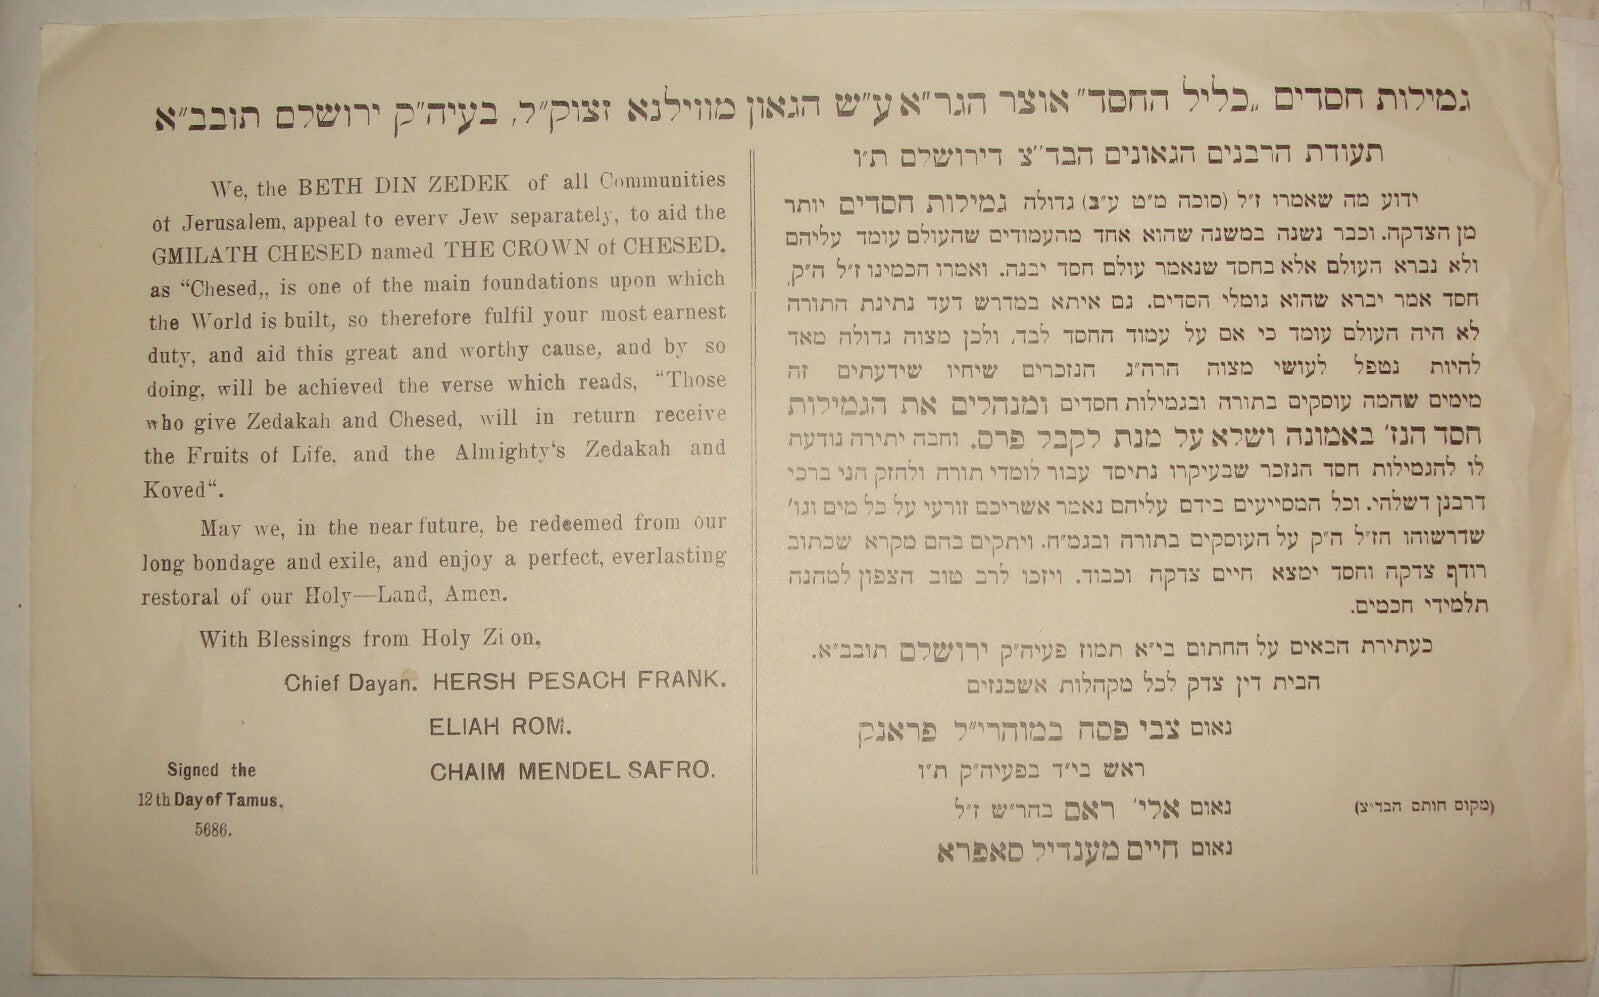 גמילות חסדים „כליל החסד" אוצר הגר"א ע"ש הגאון מווילנא זצוק"ל, בעיה"ק ירושלם תובב"א
We, the BETH DIN ZEDEK of all Communities
of Jerusalem, appeal to every Jew separately, to aid the
GMILATH CHESED named THE CROWN of CHESED,
as “Chesed„ is one of the main foundations upon which
the World is built, so therefore fulfil your most earnest
duty, and aid this great and worthy cause, and by so
doing, will be achieved the verse which reads, “Those
who give Zedakah and Chesed, will in return receive
the Fruits of Life, and the Almighty‘s Zedakah and
Koved“.
May we, in the near future, be redeemed from our
long bondage and exile, and enjoy a perfect, everlasting
restoral of our Holy—Land, Amen.
With Blessings from Holy Zi on,
Chief Dayan. HERSH PESACH FRANK.
ELIAH ROM.
CHAIM MENDEL SAFRO.
Signed the
12 th Day of Tamus,
5686.
תעודת הרבנים הגאונים הבד"צ דירושלם ת"ו
ידוע מה שאמרו ז"ל (סוכה מ"ט ע"ב) גדולה גמילות חסדים יותר
מן הצדקה. וכבר נשנה במשנה שהוא אחד מהעמודים שהעולם עומד עליהם
ולא נברא העולם אלא בחסד שנאמר עולם חסד יבנה. ואמרו חכמינו ז"ל ה"ק,
חסד אמר יברא שהוא גומלי הסדים. גם איתא במדרש דעד נתינת התורה
לא היה העולם עומד כי אם על עמוד החסד לבד, ולכן מצוה גדולה מאד
להיות נטפל לעושי מצוה הרה"ג הנזכרים שיחיו שידעתים זה
מימים שהמה עוסקים בתורה ובגמילות חסדים ומנהלים את הגמילות
חסד הנז' באמונה ושלא על מנת לקבל פרס. וחבה יתירה נודעת
לו להגמילות חסד הנזכר שבעיקרו נתיסד עבור לומדי תורה ולחזק הני ברכי
דרבנן דשלהי. וכל המסייעים בידם עליהם נאמר אשריכם זורעי על כל מים וגו'
שדרשוהו חז"ל ה"ק על העוסקים בתורה ובגמ"ח. ויתקים בהם מקרא שכתוב
רודף צדקה וחסד ימצא חיים צדקה וכבוד. ויזכו לרב טוב הצפון למהנה
תלמידי חכמים.
כעתירת הבאים על החתום בי"א תמוז פעיה"ק ירושלם תובב"א.
הבית דין צדק לכל מקהלות אשכנזים
נאום צבי פסח במוהרי"ל פראנק
ראש בי"ד בפעיה"ק ת"ו
נאום אלי' ראם בהר"ש ז"ל
(מקום חותם הבד"צ)
נאום חיים מענדיל סאפרא